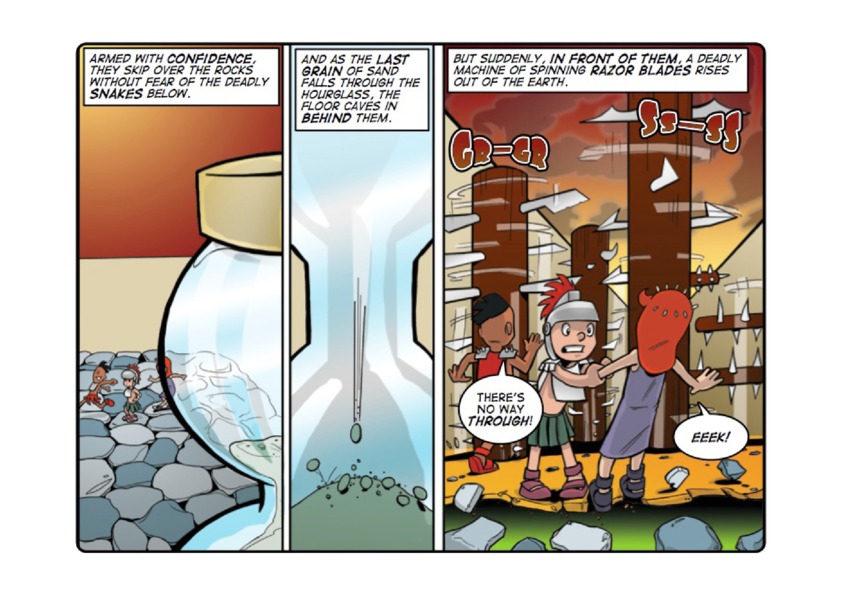 ARMED WITH CONFIDENCE,
THEY SKIP OVER THE ROCKS
WITHOUT FEAR OF THE DEADLY
SNAKES BELOW.
AND AS THE LAST
GRAIN OF SAND
FALLS THROUGH THE
HOURGLASS, THE
FLOOR CAVES IN
BEHIND THEM.
BUT SUDDENLY, IN FRONT OF THEM, A DEADLY
MACHINE OF SPINNING RAZOR BLADES RISES
OUT OF THE EARTH.
GR-GR
SS-SS
THERE'S
NO WAY
THROUGH!
EEEK!